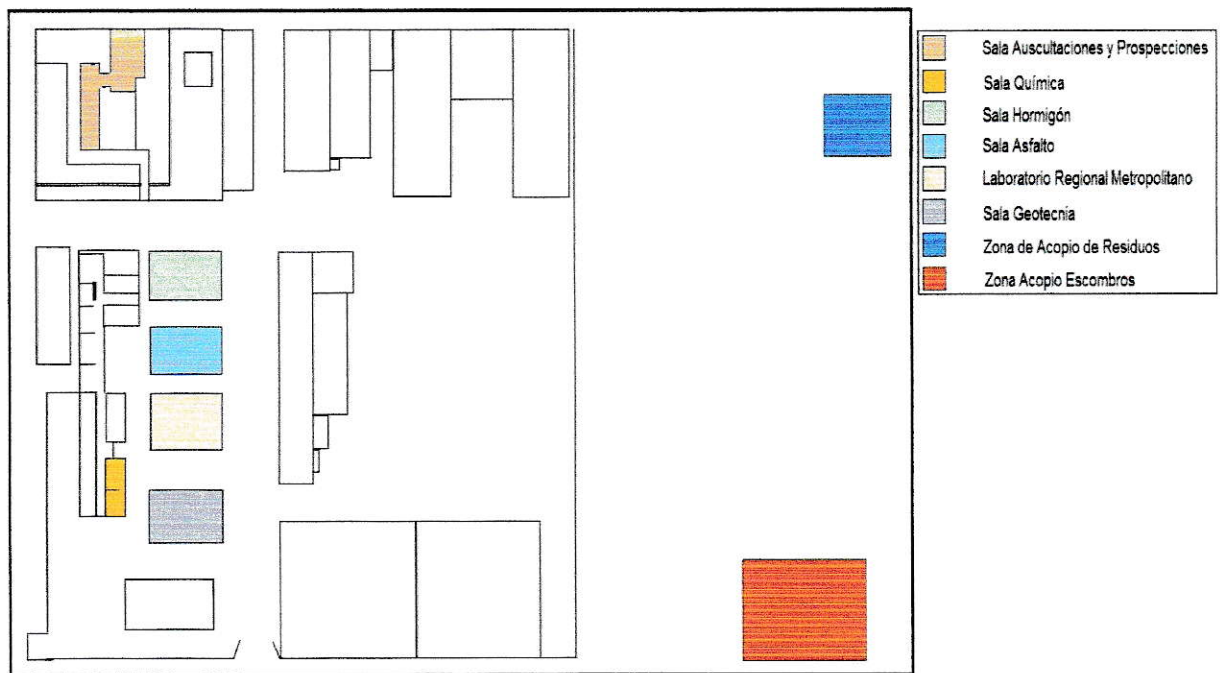 Sala Auscultaciones y Prospecciones
Sala Química
Sala Hormigón
Sala Asfalto
Laboratorio Regional Metropolitano
Sala Geotecnia
Zona de Acopio de Residuos
Zona Acopio Escombros